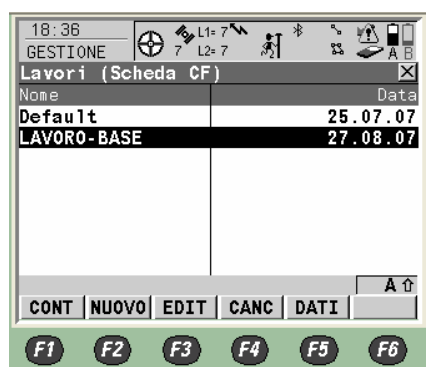 18:36
GESTIONE
7 L1= 7
L2= 7
A B
Lavori (Scheda CF)
Nome Data
Default 25.07.07
LAVORO-BASE 27.08.07
A
CONT NUOVO EDIT CANC DATI
F1 F2 F3 F4 F5 F6